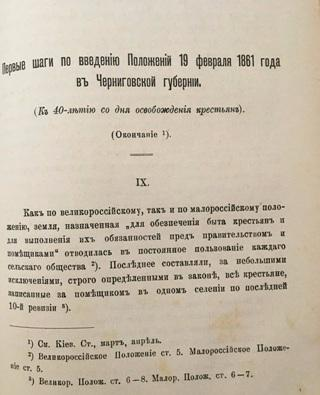 Первые шаги по введенію Положеній 19 февраля 1861 года
въ Черниговской губерніи.
(Къ 40-лѣтію со дня освобожденія крестьянъ).
(Окончаніе ¹).
IX.
Какъ по великороссійскому, такъ и по малороссійскому поло-
женію, земля, назначенная „для обезпеченія быта крестьянъ и
для выполненія ихъ обязанностей предъ правительствомъ и
помѣщиками“ отводилась въ постоянное пользованіе каждаго
сельскаго общества ²). Послѣднее составляли, за небольшими
исключеніями, строго опредѣленными въ законѣ, всѣ крестьяне,
записанные за помѣщикомъ въ одномъ селеніи по послѣдней
10-й ревизіи ³).
¹) См. Кіев. Ст., мартъ, апрѣль.
²) Великороссійское Положеніе ст. 5. Малороссійское Положе-
ніе ст. 5.
³) Великор. Полож. ст. 6—8. Малор. Полож. ст. 6—7.